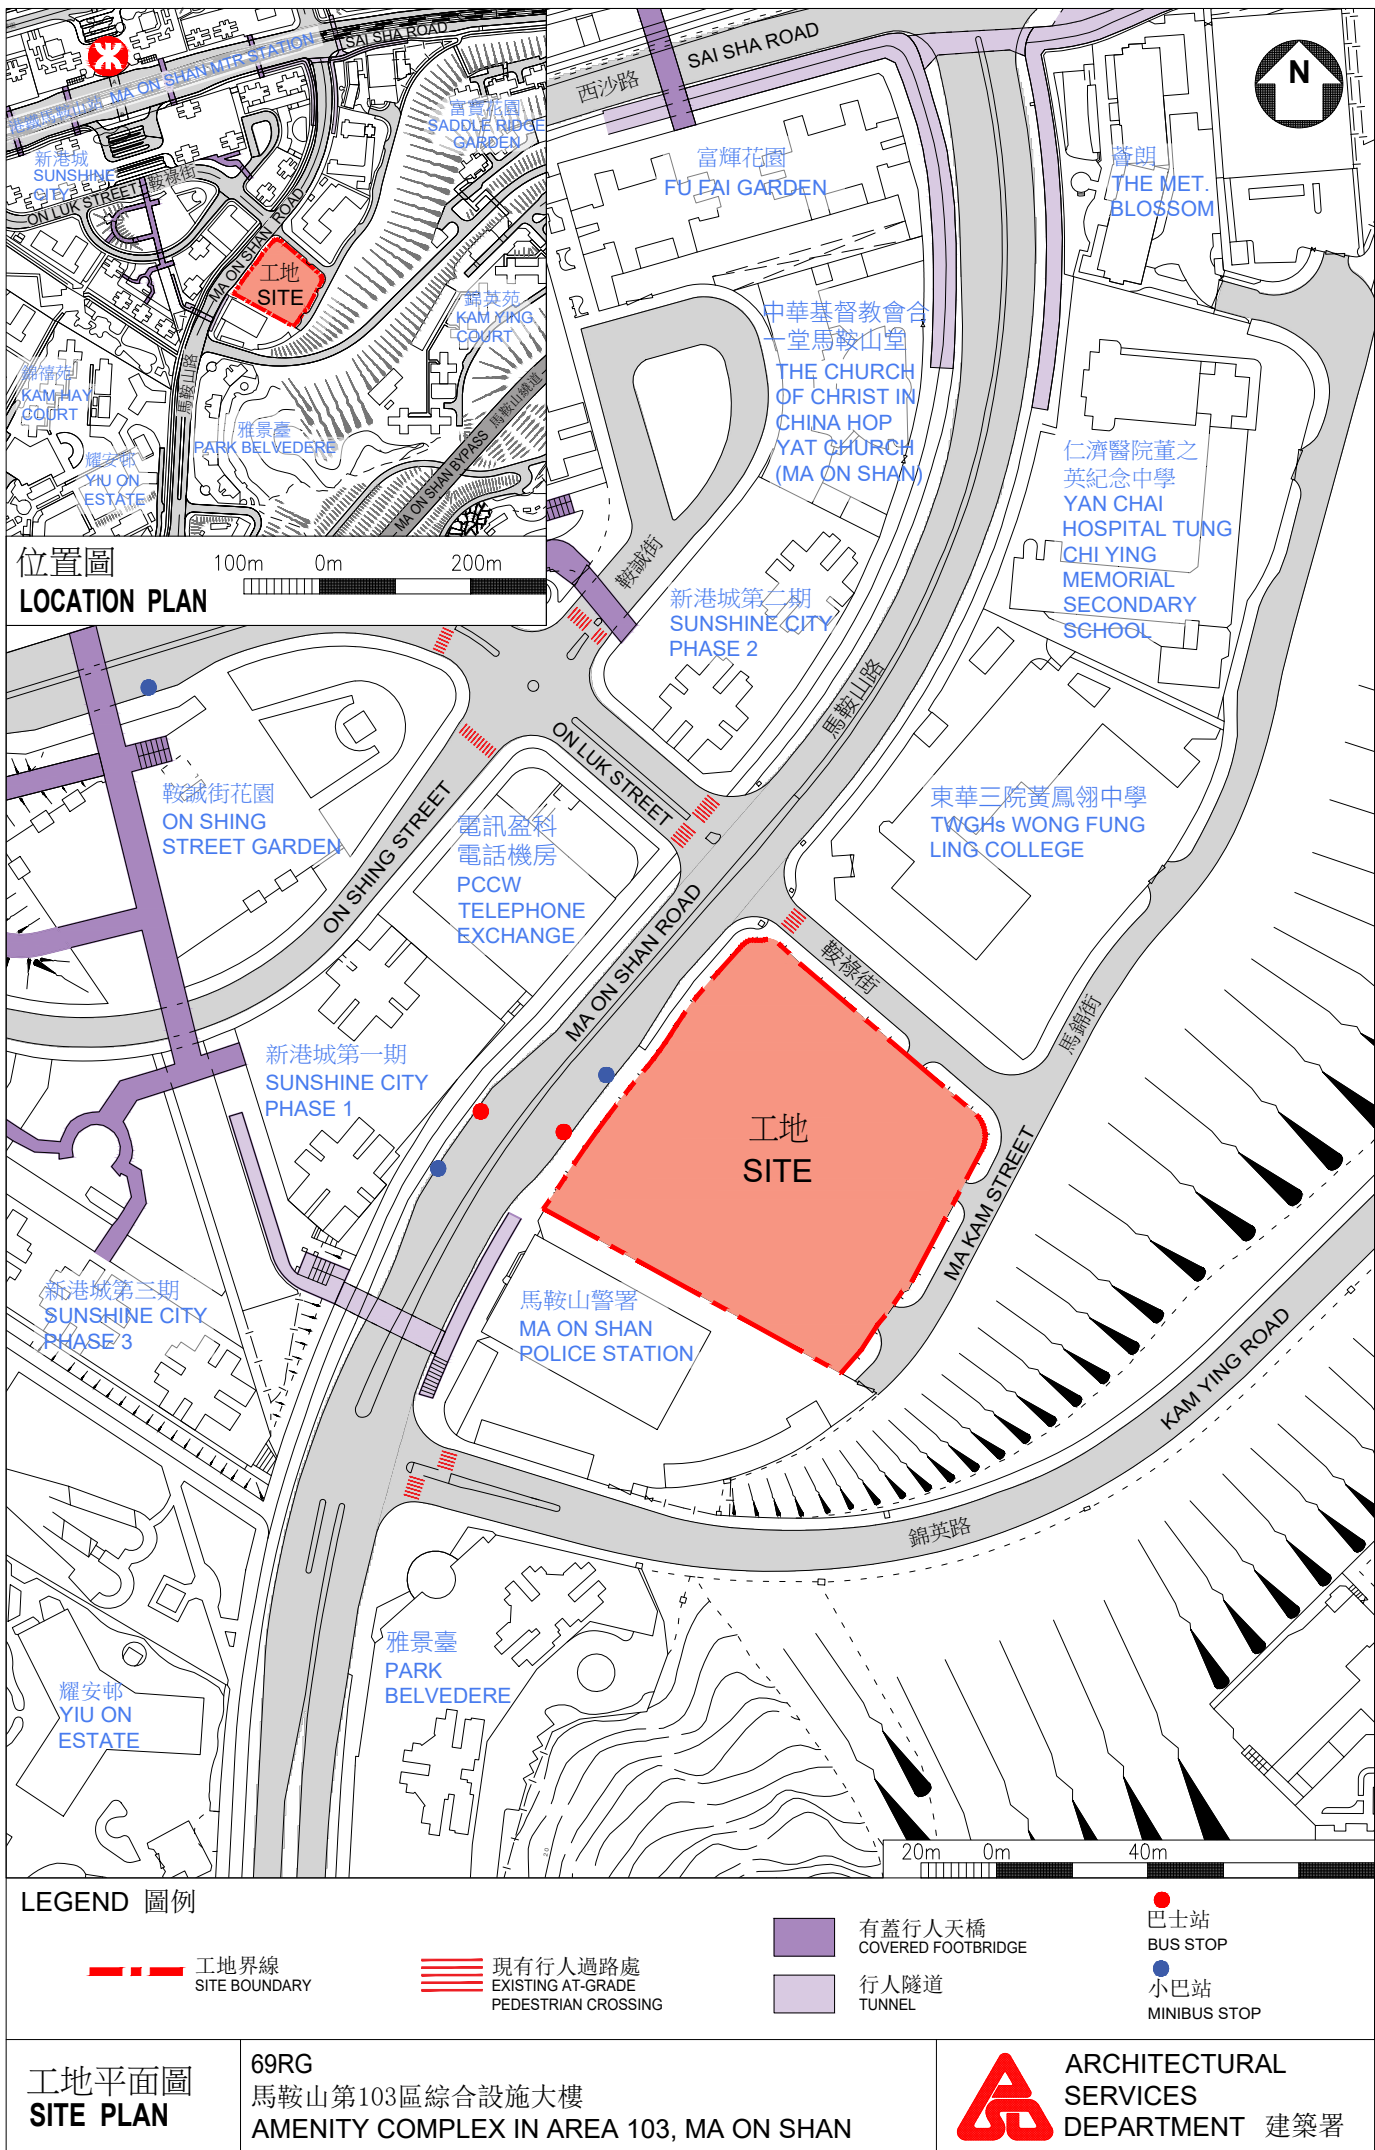 SAI SHA ROAD
MA ON SHAN MTR STATION
富寶花園
SADDLE RIDGE
GARDEN
新港城
SUNSHINE
CITY
ON LUK STREET 鞍祿街
MA ON SHAN ROAD
工地
SITE
錦英苑
KAM YING
COURT
錦禧苑
KAM HAY
COURT
馬鞍山路
雅景臺
PARK BELVEDERE
耀安邨
YIU ON
ESTATE
MA ON SHAN BYPASS 馬鞍山繞道
位置圖
LOCATION PLAN
100m 0m 200m
西沙路 SAI SHA ROAD
N
富輝花園
FU FAI GARDEN
薈朗
THE MET.
BLOSSOM
中華基督教會合
一堂馬鞍山堂
THE CHURCH
OF CHRIST IN
CHINA HOP
YAT CHURCH
(MA ON SHAN)
仁濟醫院董之
英紀念中學
YAN CHAI
HOSPITAL TUNG
CHI YING
MEMORIAL
SECONDARY
SCHOOL
鞍誠街
新港城第二期
SUNSHINE CITY
PHASE 2
馬鞍山路
ON LUK STREET
鞍誠街花園
ON SHING
STREET GARDEN
ON SHING STREET
電訊盈科
電話機房
PCCW
TELEPHONE
EXCHANGE
東華三院黃鳳翎中學
TWGHs WONG FUNG
LING COLLEGE
MA ON SHAN ROAD
鞍祿街
馬錦街
新港城第一期
SUNSHINE CITY
PHASE 1
工地
SITE
MA KAM STREET
新港城第三期
SUNSHINE CITY
PHASE 3
馬鞍山警署
MA ON SHAN
POLICE STATION
KAM YING ROAD
錦英路
雅景臺
PARK
BELVEDERE
耀安邨
YIU ON
ESTATE
20m 0m 40m
LEGEND 圖例
工地界線
SITE BOUNDARY
現有行人過路處
EXISTING AT-GRADE
PEDESTRIAN CROSSING
有蓋行人天橋
COVERED FOOTBRIDGE
行人隧道
TUNNEL
巴士站
BUS STOP
小巴站
MINIBUS STOP
工地平面圖
SITE PLAN
69RG
馬鞍山第103區綜合設施大樓
AMENITY COMPLEX IN AREA 103, MA ON SHAN
ARCHITECTURAL
SERVICES
DEPARTMENT 建築署